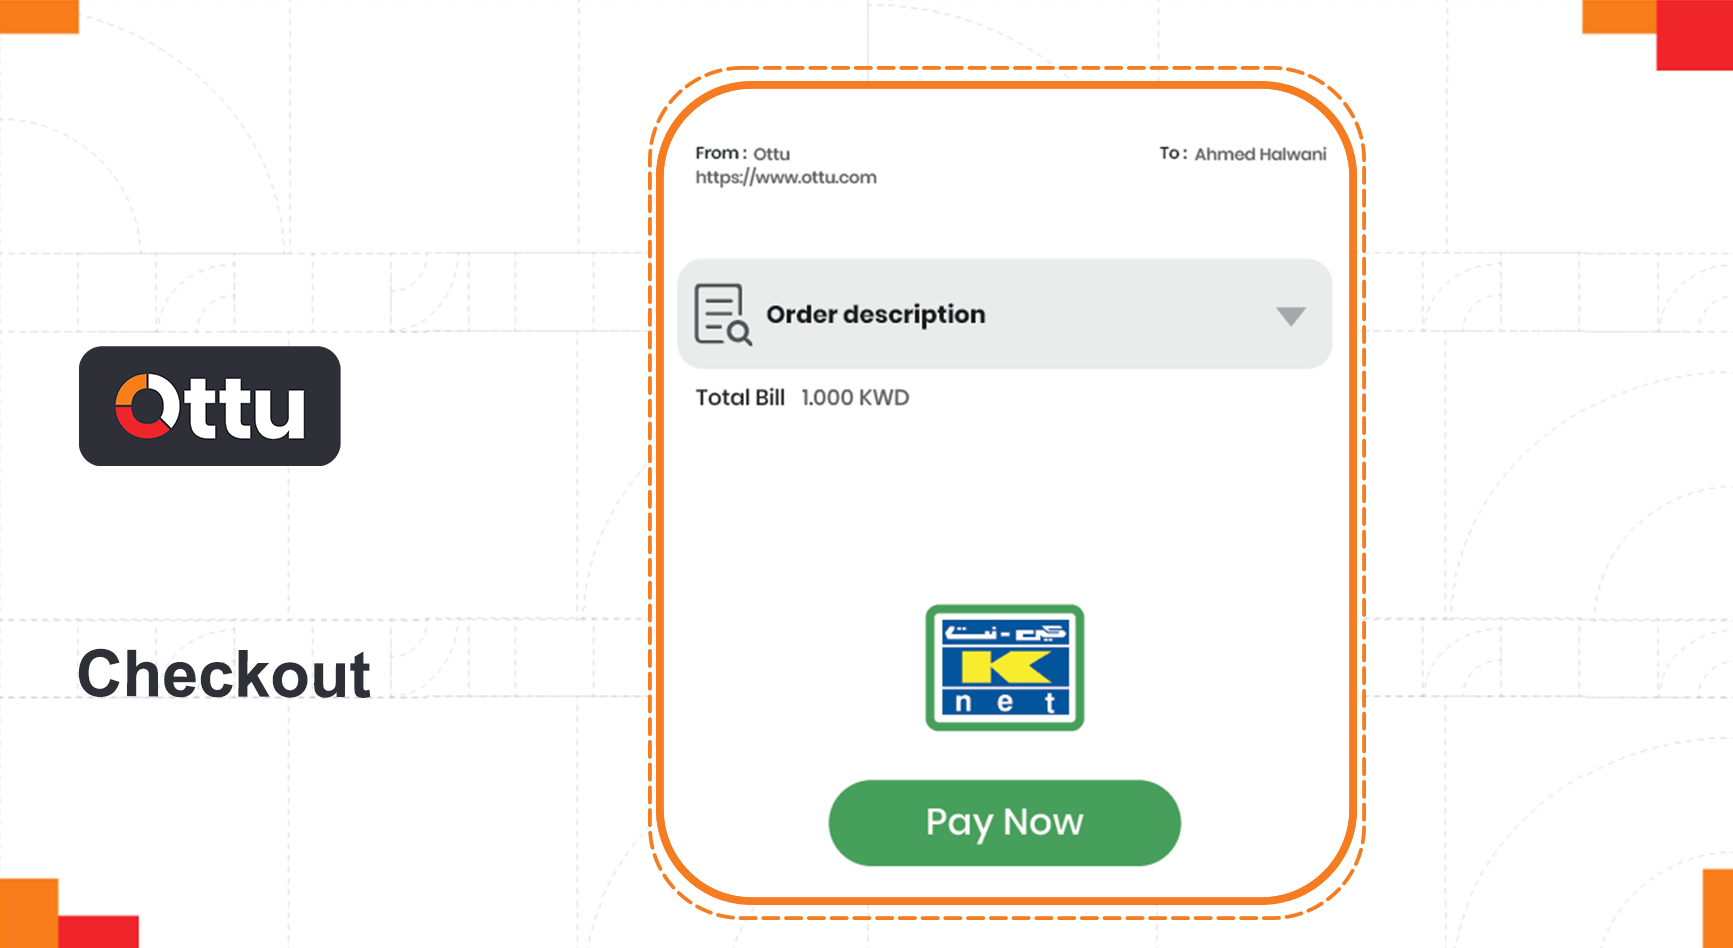 Ottu
Checkout
From : Ottu
https://www.ottu.com
To : Ahmed Halwani
Order description
Total Bill 1.000 KWD
كي-نت
K
net
Pay Now